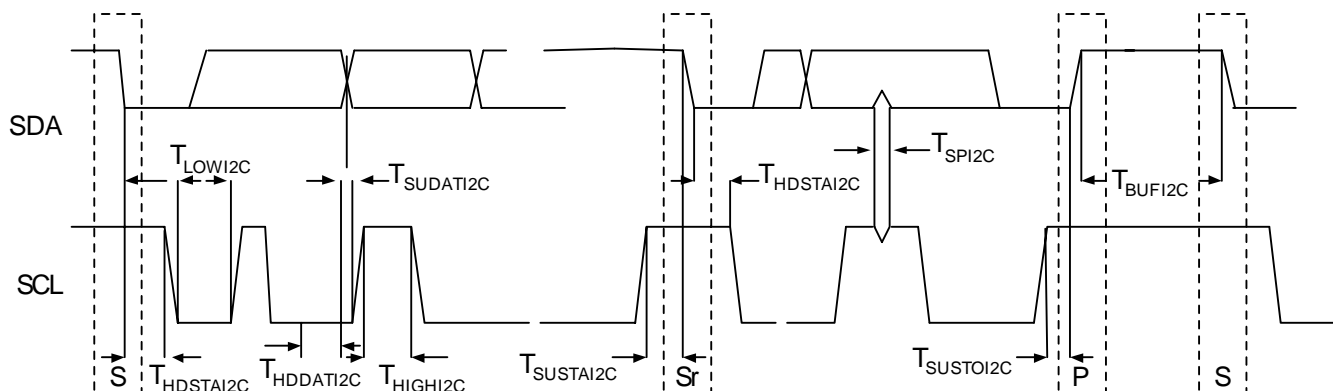 SDA
T_LOWI2C
T_SUDATI2C
T_SPI2C
T_HDSTAI2C
T_BUFI2C
SCL
S
T_HDSTAI2C
T_HDDATI2C
T_HIGHI2C
T_SUSTAI2C
Sr
T_SUSTOI2C
P
S